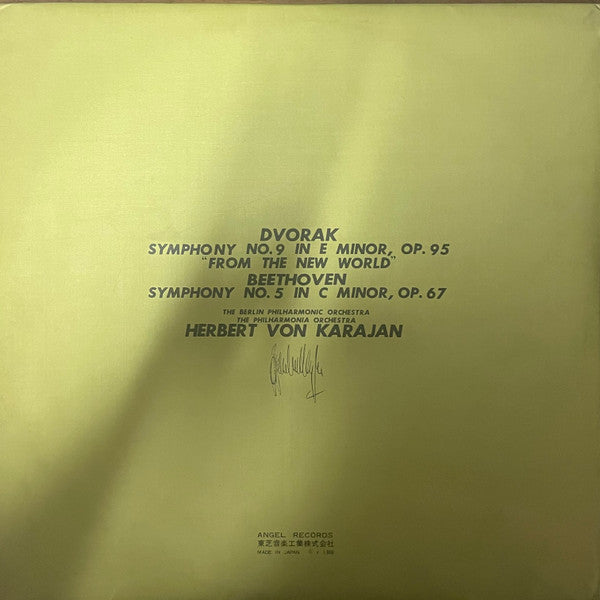 DVORAK
SYMPHONY NO.9 IN E MINOR, OP. 95
"FROM THE NEW WORLD"
BEETHOVEN
SYMPHONY NO.5 IN C MINOR, OP. 67
THE BERLIN PHILHARMONIC ORCHESTRA
THE PHILHARMONIA ORCHESTRA
HERBERT VON KARAJAN
ANGEL RECORDS
東芝音楽工業株式会社
MADE IN JAPAN